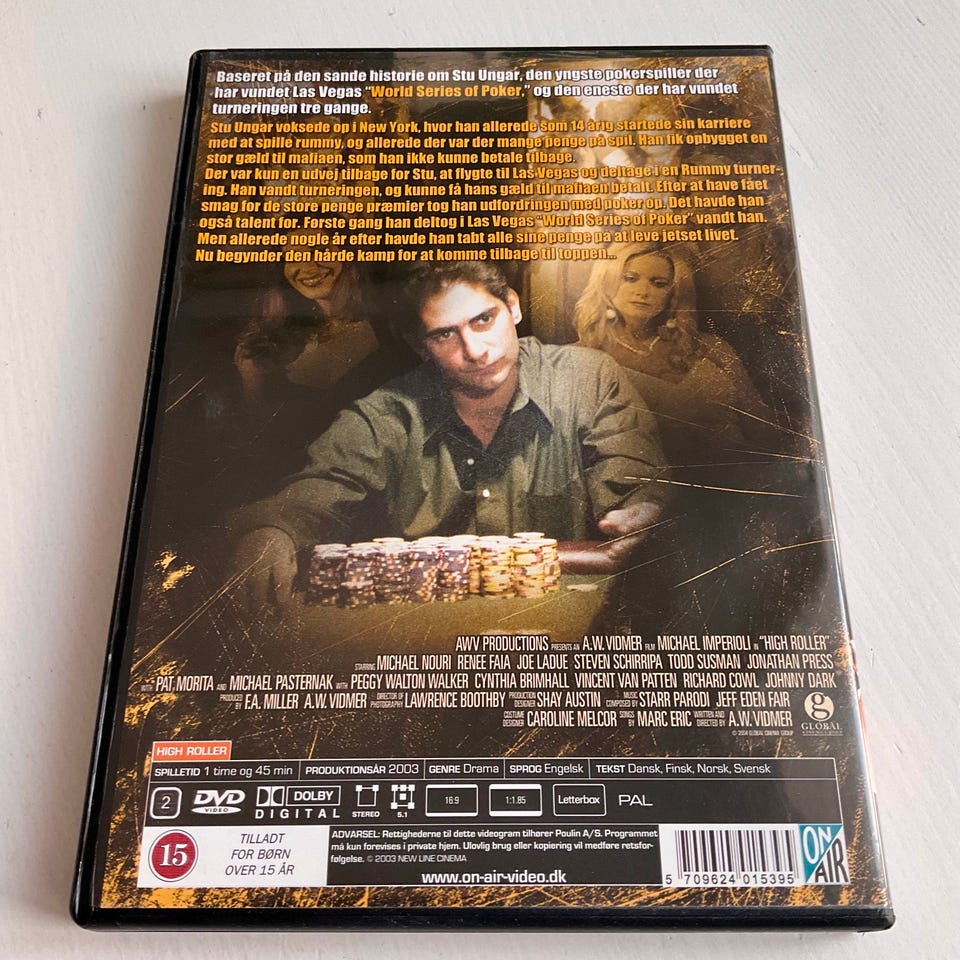 Baseret på den sande historie om Stu Ungar, den yngste pokerspiller der
har vundet Las Vegas "World Series of Poker," og den eneste der har vundet
turneringen tre gange.
Stu Ungar voksede op i New York, hvor han allerede som 14 årig startede sin karriere
med at spille rummy, og allerede der var der mange penge på spil. Han fik opbygget en
stor gæld til mafiaen, som han ikke kunne betale tilbage.
Der var kun en udvej tilbage for Stu, at flygte til Las Vegas og deltage i en Rummy turner-
ing. Han vandt turneringen, og kunne få hans gæld til mafiaen betalt. Efter at have fået
smag for de store penge præmier tog han udfordringen med poker op. Det havde han
også talent for. Første gang han deltog i Las Vegas "World Series of Poker" vandt han.
Men allerede nogle år efter havde han tabt alle sine penge på at leve jetset livet.
Nu begynder den hårde kamp for at komme tilbage til toppen...
AWV PRODUCTIONS PRESENTS AN A.W. VIDMER FILM MICHAEL IMPERIOLI IN "HIGH ROLLER"
STARRING MICHAEL NOURI RENEE FAIA JOE LADUE STEVEN SCHIRRIPA TODD SUSMAN JONATHAN PRESS
WITH PAT MORITA AND MICHAEL PASTERNAK WITH PEGGY WALTON WALKER CYNTHIA BRIMHALL VINCENT VAN PATTEN RICHARD COWL JOHNNY DARK
PRODUCED BY F.A. MILLER A.W. VIDMER DIRECTOR OF PHOTOGRAPHY LAWRENCE BOOTHBY PRODUCTION DESIGNER SHAY AUSTIN MUSIC COMPOSED BY STARR PARODI JEFF EDEN FAIR
COSTUME DESIGNER CAROLINE MELCOR SONGS BY MARC ERIC WRITTEN AND DIRECTED BY A.W. VIDMER
g GLOBAL
© 2004 GLOBAL CINEMA GROUP
HIGH ROLLER
SPILLETID 1 time og 45 min PRODUKTIONSÅR 2003 GENRE Drama SPROG Engelsk TEKST Dansk, Finsk, Norsk, Svensk
2 DVD VIDEO DOLBY DIGITAL STEREO 5.1 16:9 1:1.85 Letterbox PAL
15
TILLADT
FOR BØRN
OVER 15 ÅR
ADVARSEL: Rettighederne til dette videogram tilhører Poulin A/S. Programmet
må kun forevises i private hjem. Ulovlig brug eller kopiering vil medføre retsfor-
følgelse. © 2003 NEW LINE CINEMA
www.on-air-video.dk
5 709624 015395
ON
AIR